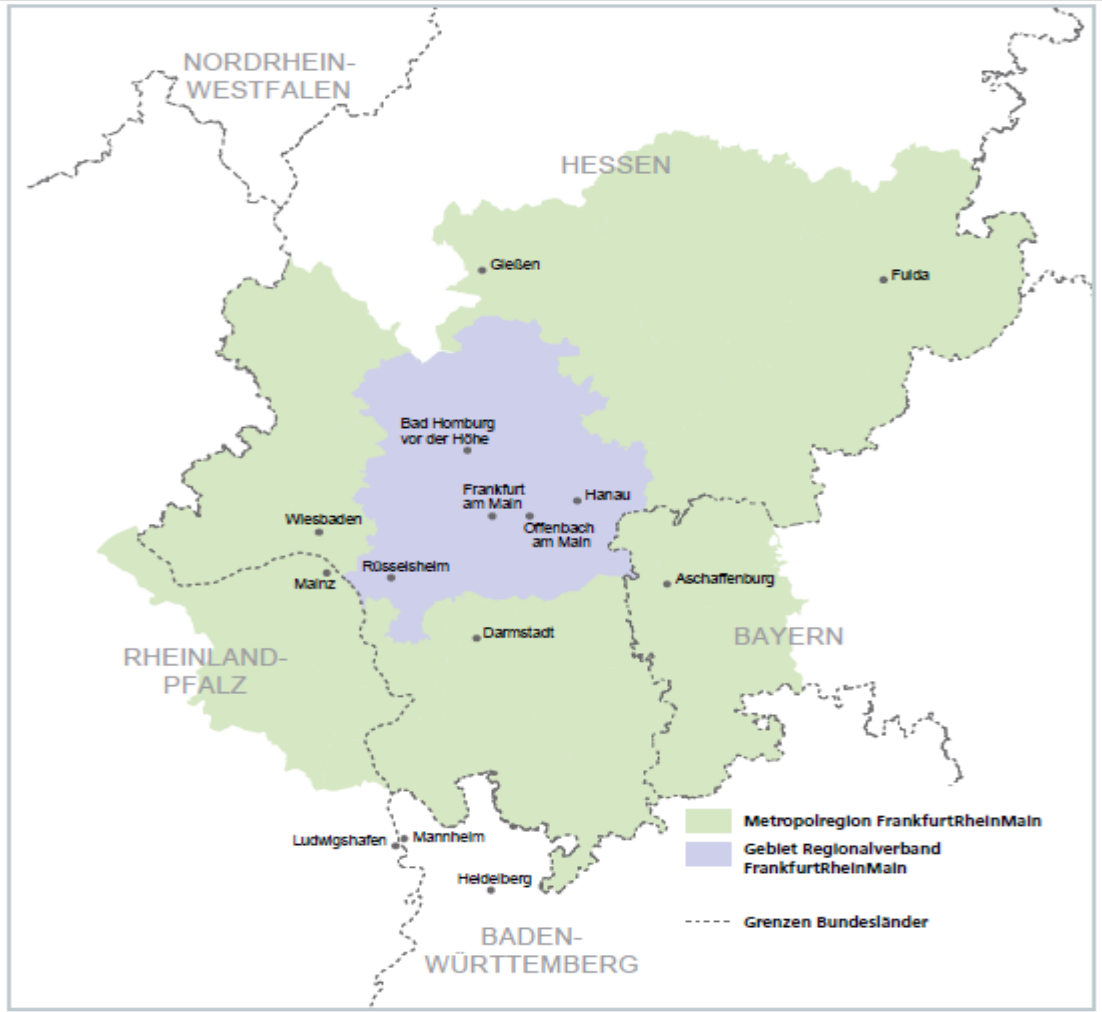 NORDRHEIN-
WESTFALEN
HESSEN
Gießen
Fulda
Bad Homburg
vor der Höhe
Frankfurt
am Main
Hanau
Offenbach
am Main
Wiesbaden
Mainz
Rüsselsheim
Aschaffenburg
Darmstadt
BAYERN
RHEINLAND-
PFALZ
Ludwigshafen
Mannheim
Heidelberg
BADEN-
WÜRTTEMBERG
Metropolregion FrankfurtRheinMain
Gebiet Regionalverband
FrankfurtRheinMain
Grenzen Bundesländer